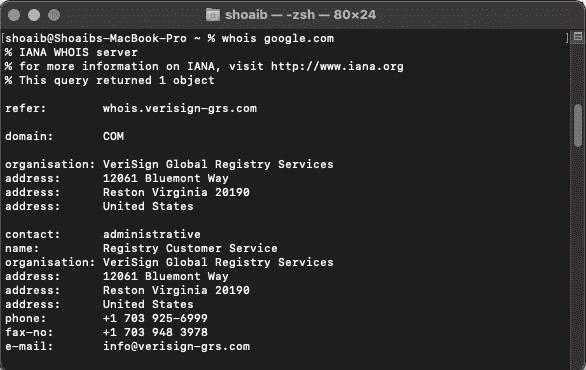 shoaib — -zsh — 80×24
[shoaib@Shoaibs-MacBook-Pro ~ % whois google.com ]
% IANA WHOIS server
% for more information on IANA, visit http://www.iana.org
% This query returned 1 object
refer: whois.verisign-grs.com
domain: COM
organisation: VeriSign Global Registry Services
address: 12061 Bluemont Way
address: Reston Virginia 20190
address: United States
contact: administrative
name: Registry Customer Service
organisation: VeriSign Global Registry Services
address: 12061 Bluemont Way
address: Reston Virginia 20190
address: United States
phone: +1 703 925-6999
fax-no: +1 703 948 3978
e-mail: info@verisign-grs.com